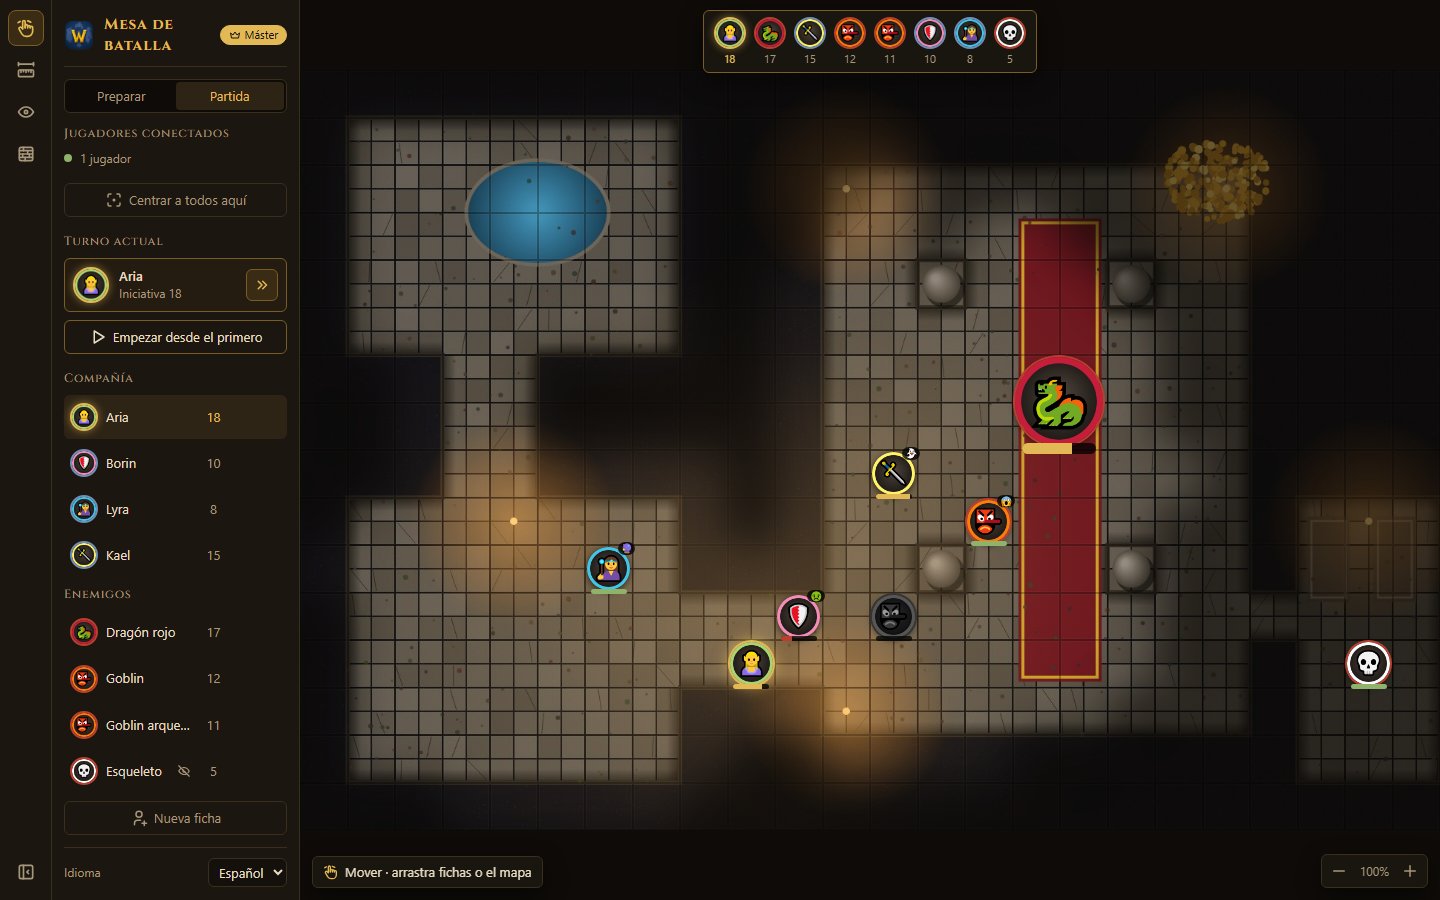 MESA DE
BATALLA
Máster
Preparar
Partida
JUGADORES CONECTADOS
1 jugador
Centrar a todos aquí
TURNO ACTUAL
Aria
Iniciativa 18
Empezar desde el primero
COMPAÑÍA
Aria 18
Borin 10
Lyra 8
Kael 15
ENEMIGOS
Dragón rojo 17
Goblin 12
Goblin arque... 11
Esqueleto 5
Nueva ficha
Idioma
Español
18 17 15 12 11 10 8 5
Mover · arrastra fichas o el mapa
100%